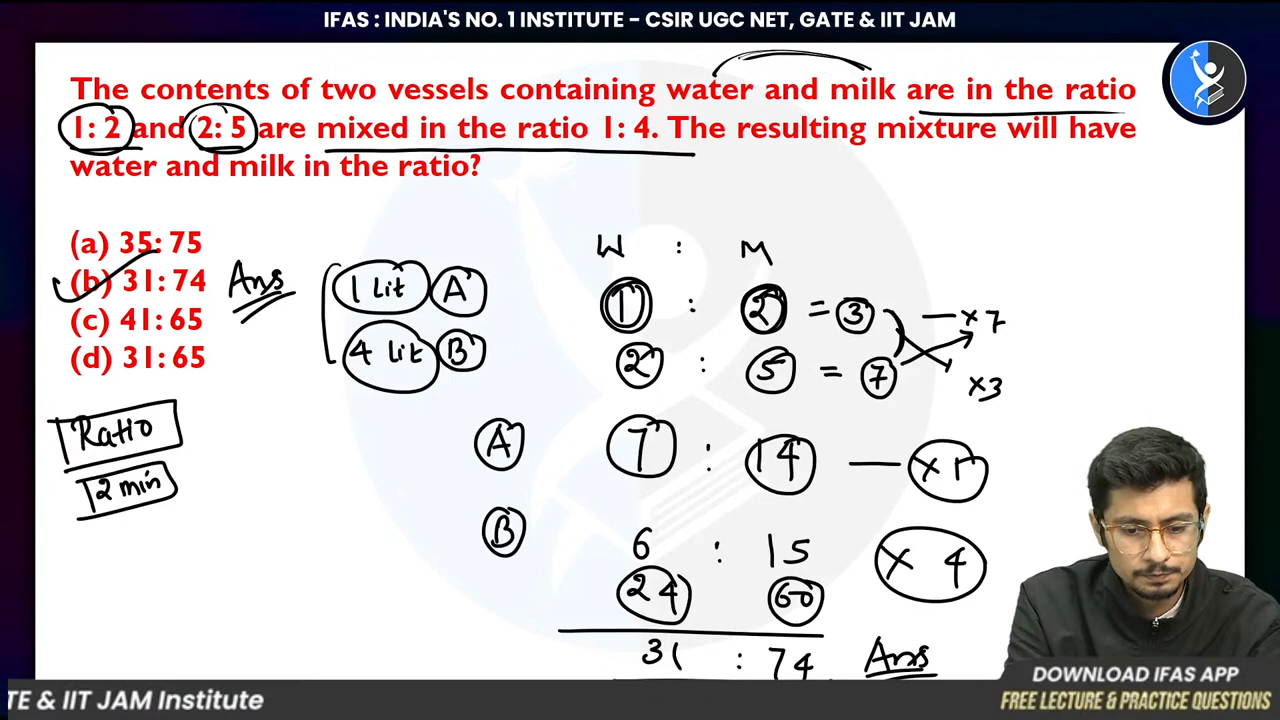 IFAS : INDIA'S NO. 1 INSTITUTE - CSIR UGC NET, GATE & IIT JAM
The contents of two vessels containing water and milk are in the ratio
1: 2 and 2: 5 are mixed in the ratio 1: 4. The resulting mixture will have
water and milk in the ratio?
(a) 35: 75
(b) 31: 74 Ans
(c) 41: 65
(d) 31: 65
Ratio
2 min
1 Lit A
4 Lit B
W : M
1 : 2 = 3 — x 7
2 : 5 = 7 x3
A 7 : 14 — x 1
B 6 : 15 x 4
24 60
31 : 74 Ans
DOWNLOAD IFAS APP
FREE LECTURE & PRACTICE QUESTIONS
TE & IIT JAM Institute